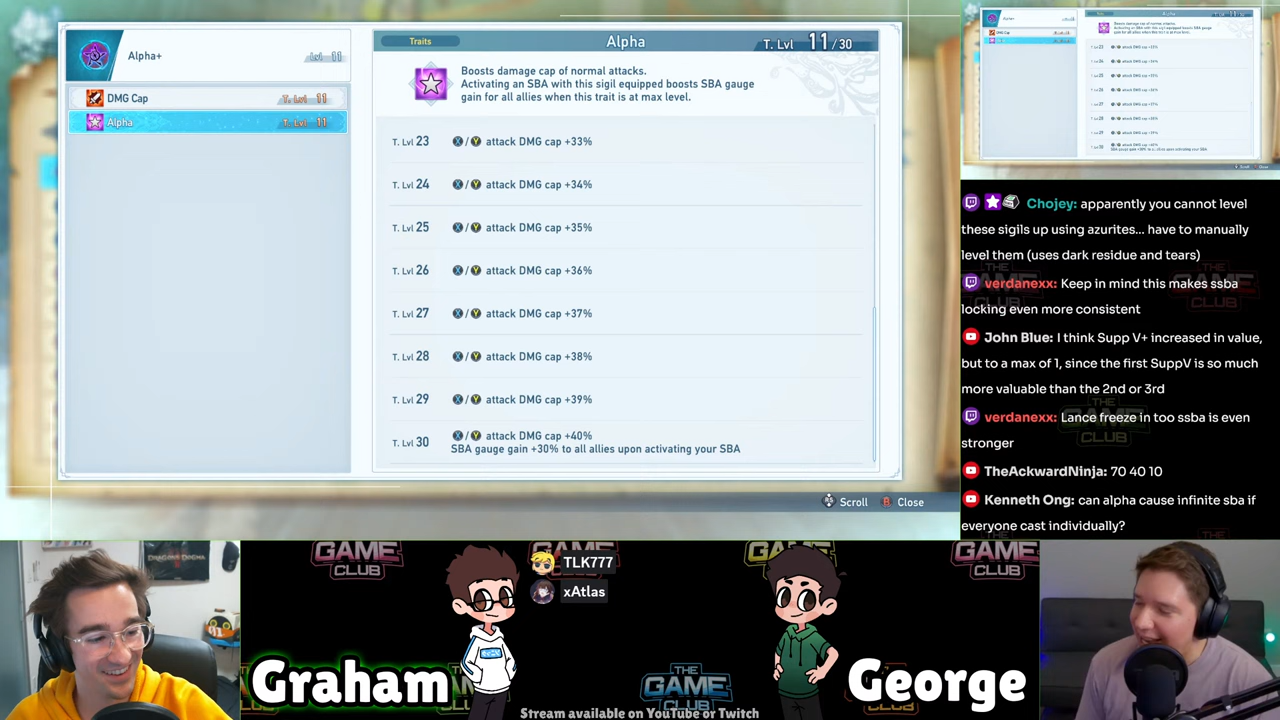 Alpha+
Lvl 11
DMG Cap
T. Lvl 11
Alpha
T. Lvl 11
Traits
Alpha
T. Lvl 11/30
Boosts damage cap of normal attacks.
Activating an SBA with this sigil equipped boosts SBA gauge
gain for all allies when this trait is at max level.
T. Lvl 23 X/Y attack DMG cap +33%
T. Lvl 24 X/Y attack DMG cap +34%
T. Lvl 25 X/Y attack DMG cap +35%
T. Lvl 26 X/Y attack DMG cap +36%
T. Lvl 27 X/Y attack DMG cap +37%
T. Lvl 28 X/Y attack DMG cap +38%
T. Lvl 29 X/Y attack DMG cap +39%
T. Lvl 30 X/Y attack DMG cap +40%
SBA gauge gain +30% to all allies upon activating your SBA
RS Scroll B Close
Chojey: apparently you cannot level
these sigils up using azurites... have to manually
level them (uses dark residue and tears)
verdanexx: Keep in mind this makes ssba
locking even more consistent
John Blue: I think Supp V+ increased in value,
but to a max of 1, since the first SuppV is so much
more valuable than the 2nd or 3rd
verdanexx: Lance freeze in too ssba is even
stronger
TheAckwardNinja: 70 40 10
Kenneth Ong: can alpha cause infinite sba if
everyone cast individually?
THE
GAME
CLUB
TLK777
xAtlas
Graham
George
Stream available on YouTube or Twitch